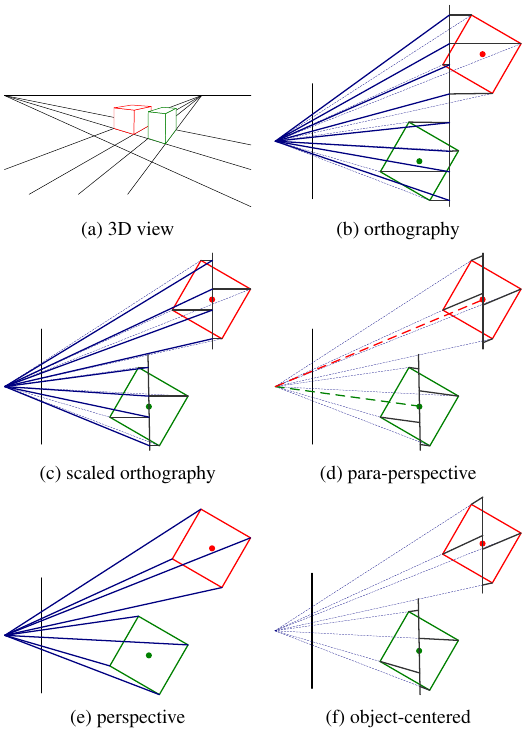 (a) 3D view
(b) orthography
(c) scaled orthography
(d) para-perspective
(e) perspective
(f) object-centered